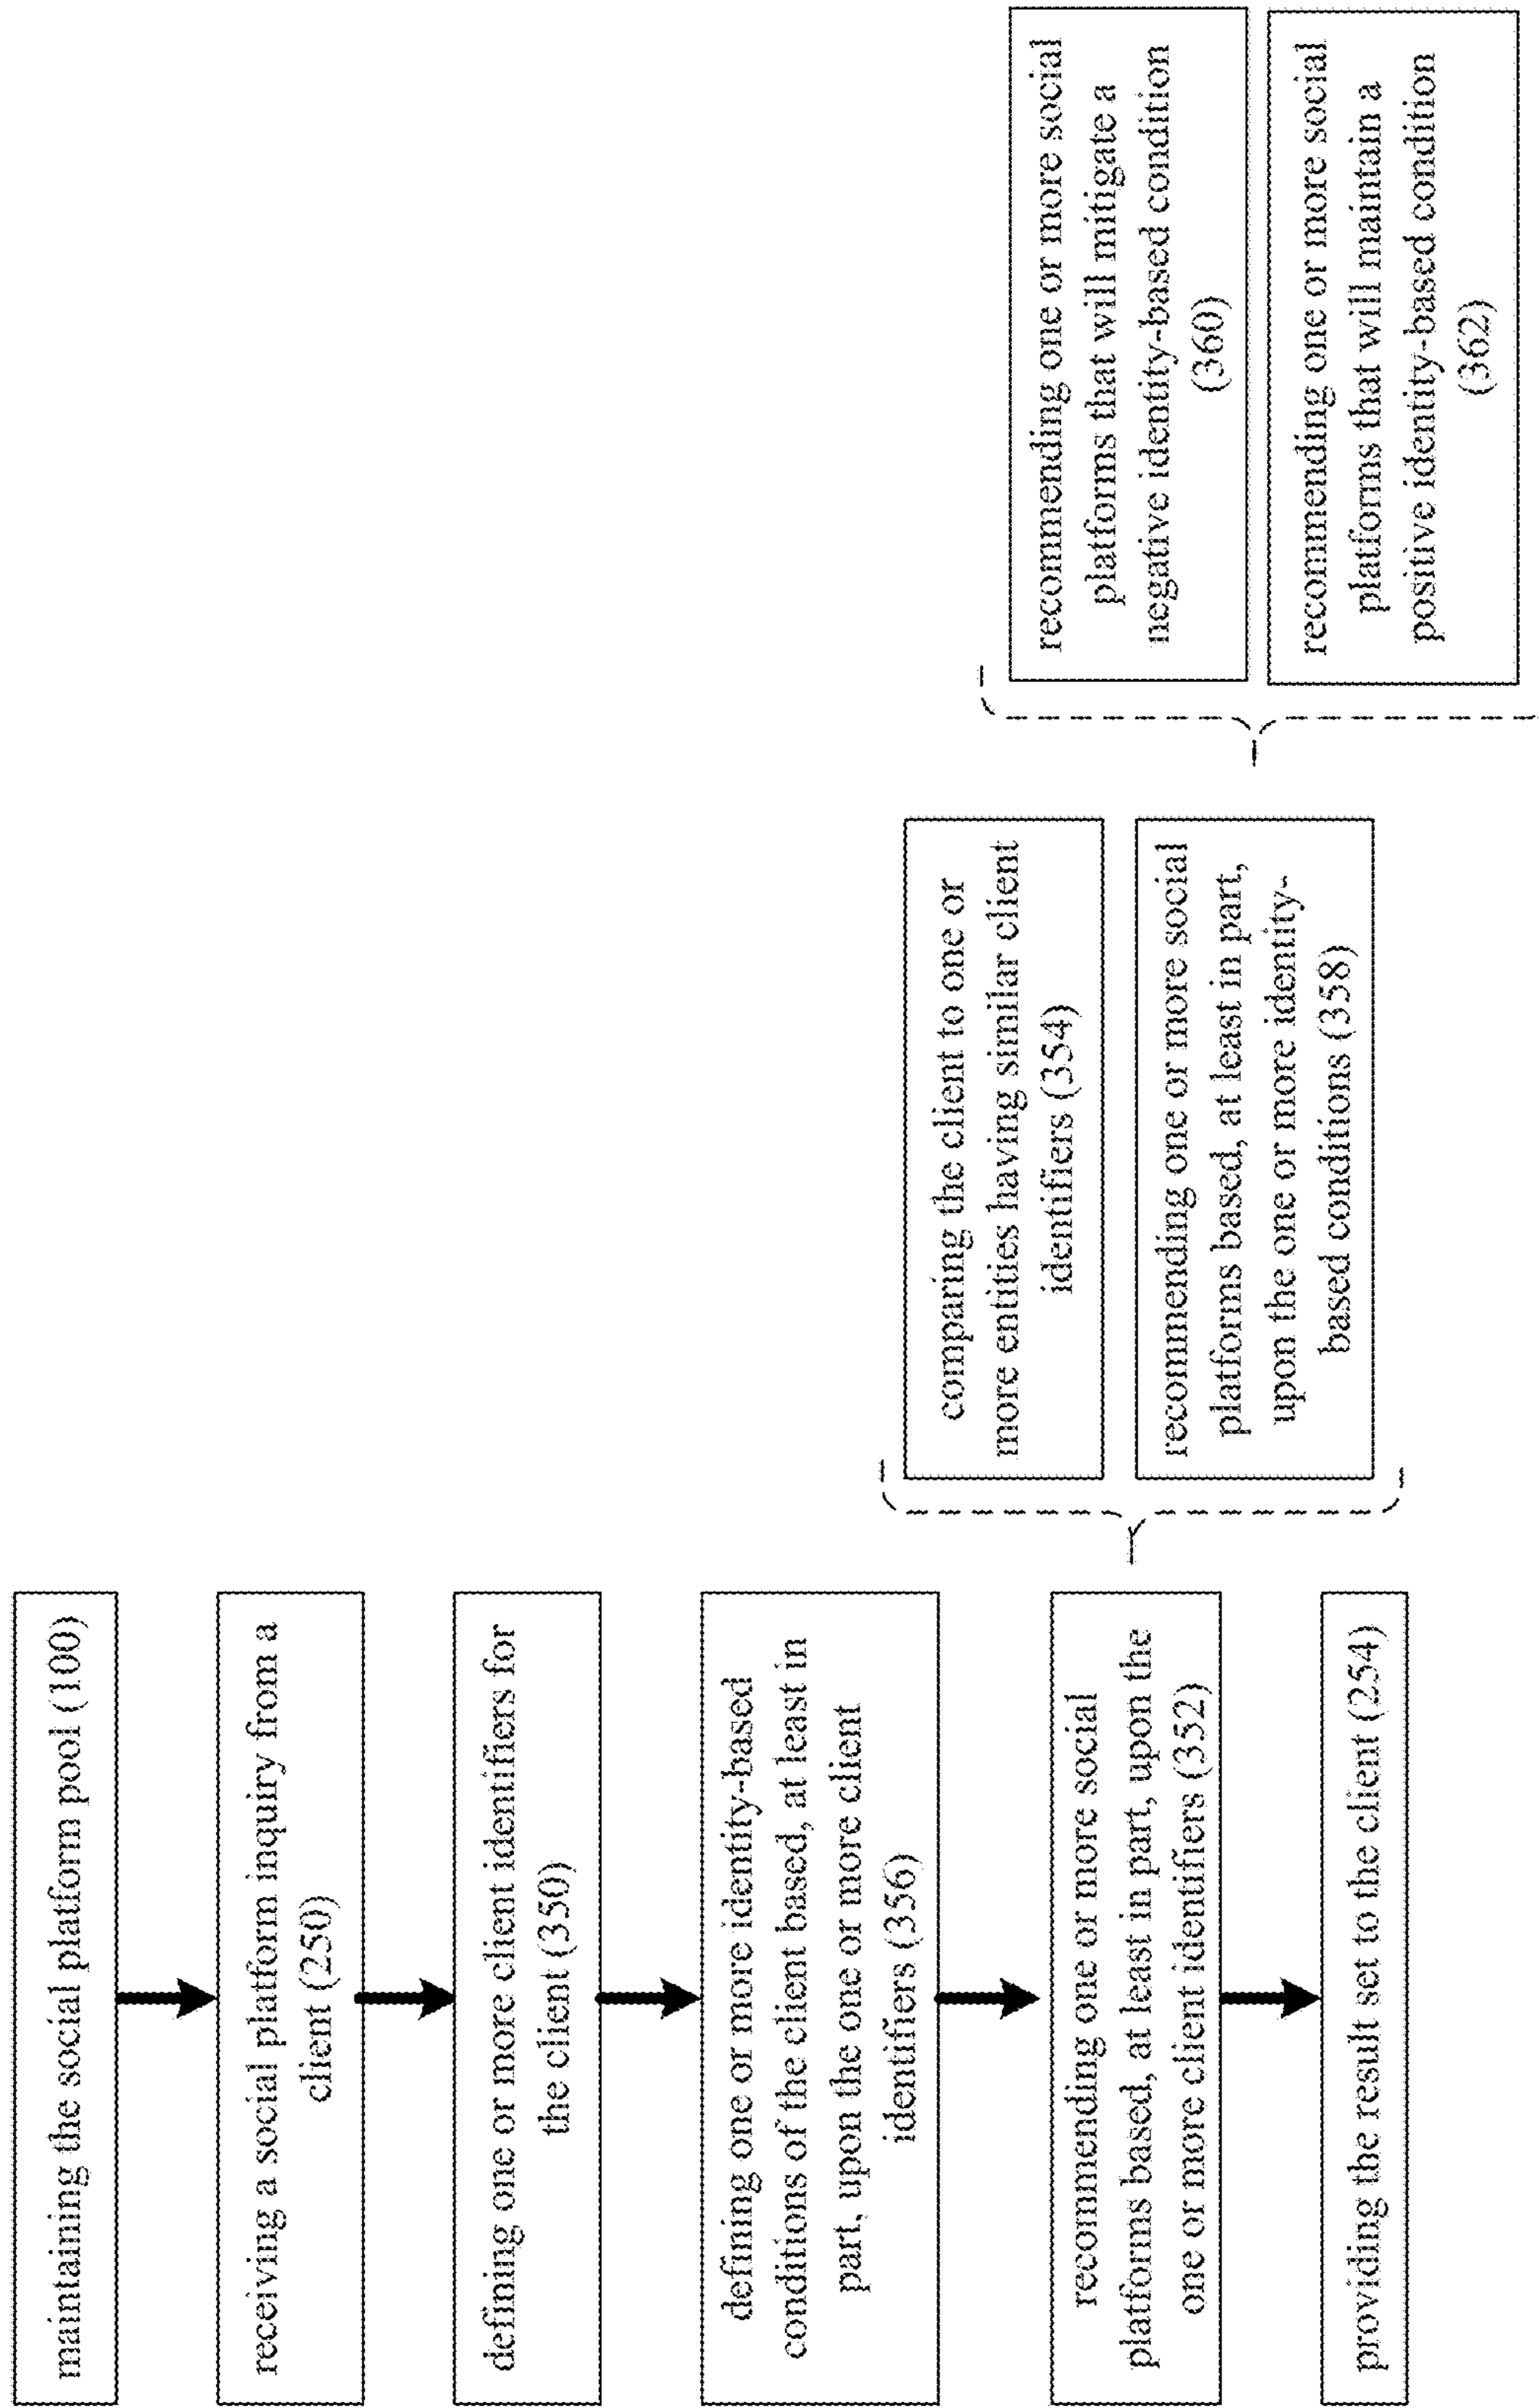 maintaining the social platform pool (100)
receiving a social platform inquiry from a
client (250)
defining one or more client identifiers for
the client (350)
defining one or more identity-based
conditions of the client based, at least in
part, upon the one or more client
identifiers (356)
recommending one or more social
platforms based, at least in part, upon the
one or more client identifiers (352)
providing the result set to the client (254)
comparing the client to one or
more entities having similar client
identifiers (354)
recommending one or more social
platforms based, at least in part,
upon the one or more identity-
based conditions (358)
recommending one or more social
platforms that will mitigate a
negative identity-based condition
(360)
recommending one or more social
platforms that will maintain a
positive identity-based condition
(362)